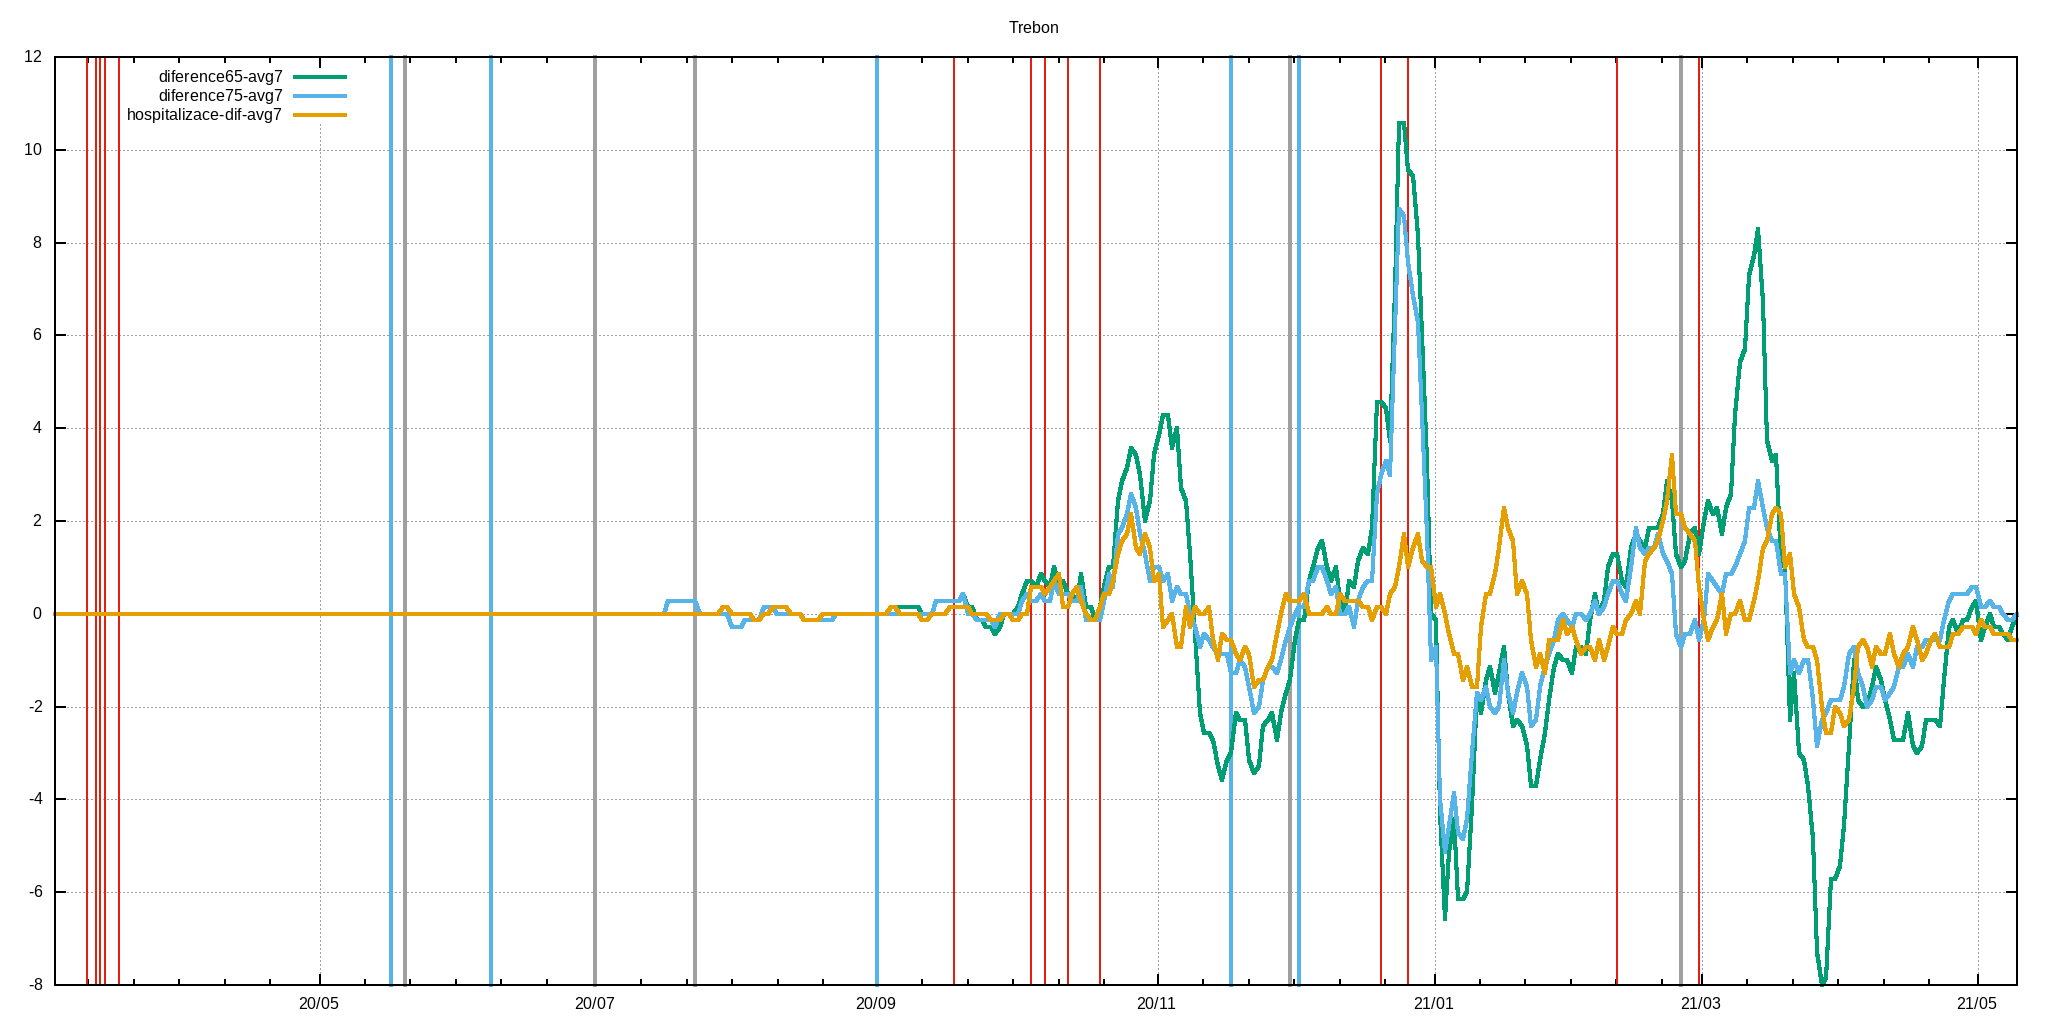 Trebon
12
diference65-avg7
diference75-avg7
hospitalizace-dif-avg7
10
8
6
4
2
0
-2
-4
-6
-8
20/05 20/07 20/09 20/11 21/01 21/03 21/05